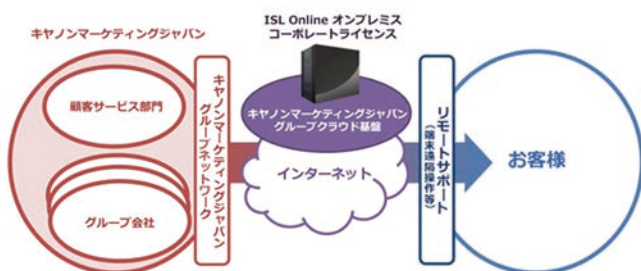 ISL Online オンプレミス
コーポレートライセンス
キヤノンマーケティングジャパン
顧客サービス部門
グループ会社
キヤノンマーケティングジャパン
グループネットワーク
キヤノンマーケティングジャパン
グループクラウド基盤
インターネット
リモートサポート
(端末遠隔操作等)
お客様